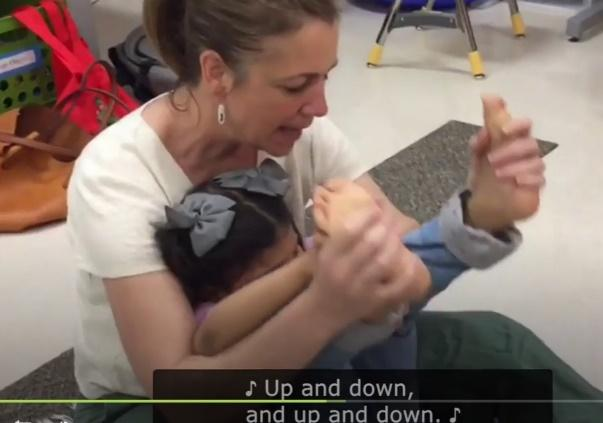 ♪ Up and down,
and up and down. ♪